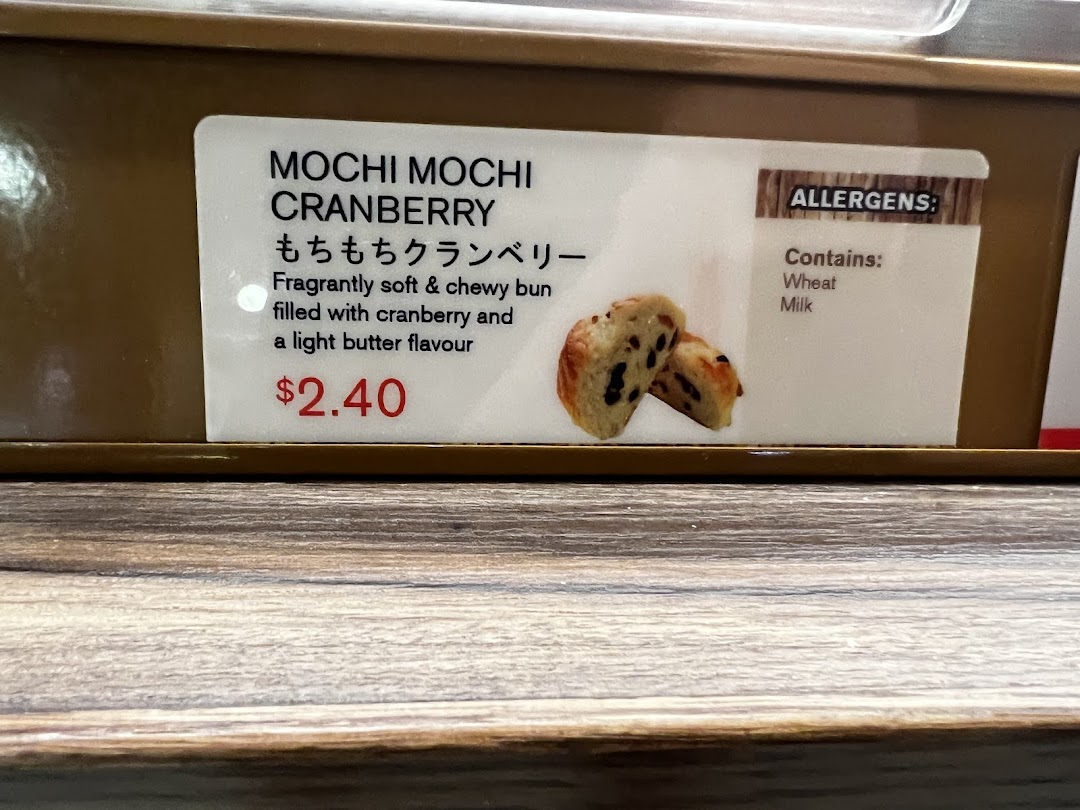 MOCHI MOCHI
CRANBERRY
もちもちクランベリー
Fragrantly soft & chewy bun
filled with cranberry and
a light butter flavour
$2.40
ALLERGENS:
Contains:
Wheat
Milk